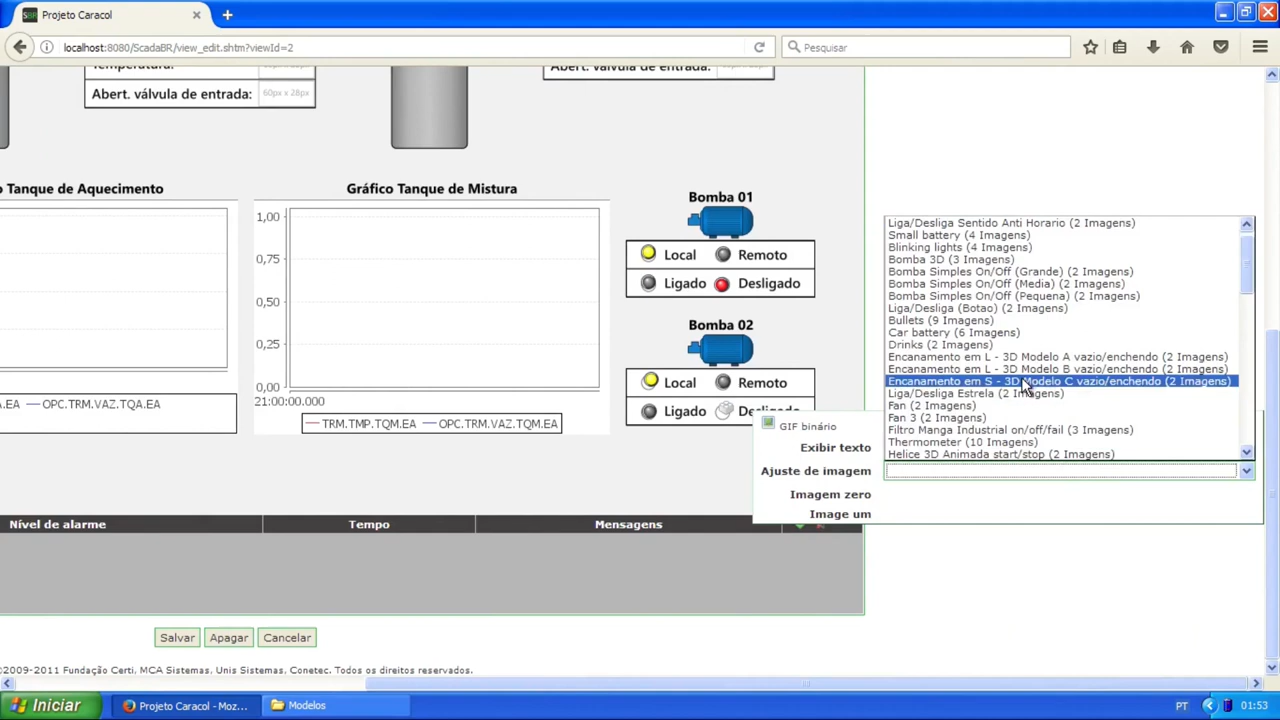 Projeto Caracol
localhost:8080/ScadaBR/view_edit.shtm?viewId=2
Pesquisar
Temperatura:
Abert. válvula de entrada:
60px x 28px
Abert. válvula de entrada:
o Tanque de Aquecimento
Gráfico Tanque de Mistura
1,00
0,75
0,50
0,25
0,00
21:00:00.000
.EA OPC.TRM.VAZ.TQA.EA
TRM.TMP.TQM.EA OPC.TRM.VAZ.TQM.EA
Bomba 01
Local Remoto
Ligado Desligado
Bomba 02
Local Remoto
Ligado Desligado
Liga/Desliga Sentido Anti Horario (2 Imagens)
Small battery (4 Imagens)
Blinking lights (4 Imagens)
Bomba 3D (3 Imagens)
Bomba Simples On/Off (Grande) (2 Imagens)
Bomba Simples On/Off (Media) (2 Imagens)
Bomba Simples On/Off (Pequena) (2 Imagens)
Liga/Desliga (Botao) (2 Imagens)
Bullets (9 Imagens)
Car battery (6 Imagens)
Drinks (2 Imagens)
Encanamento em L - 3D Modelo A vazio/enchendo (2 Imagens)
Encanamento em L - 3D Modelo B vazio/enchendo (2 Imagens)
Encanamento em S - 3D Modelo C vazio/enchendo (2 Imagens)
Liga/Desliga Estrela (2 Imagens)
Fan (2 Imagens)
Fan 3 (2 Imagens)
Filtro Manga Industrial on/off/fail (3 Imagens)
Thermometer (10 Imagens)
Helice 3D Animada start/stop (2 Imagens)
GIF binário
Exibir texto
Ajuste de imagem
Imagem zero
Image um
Nível de alarme Tempo Mensagens
Salvar Apagar Cancelar
©2009-2011 Fundação Certi, MCA Sistemas, Unis Sistemas, Conetec. Todos os direitos reservados.
Iniciar
Projeto Caracol - Moz...
Modelos
PT
01:53